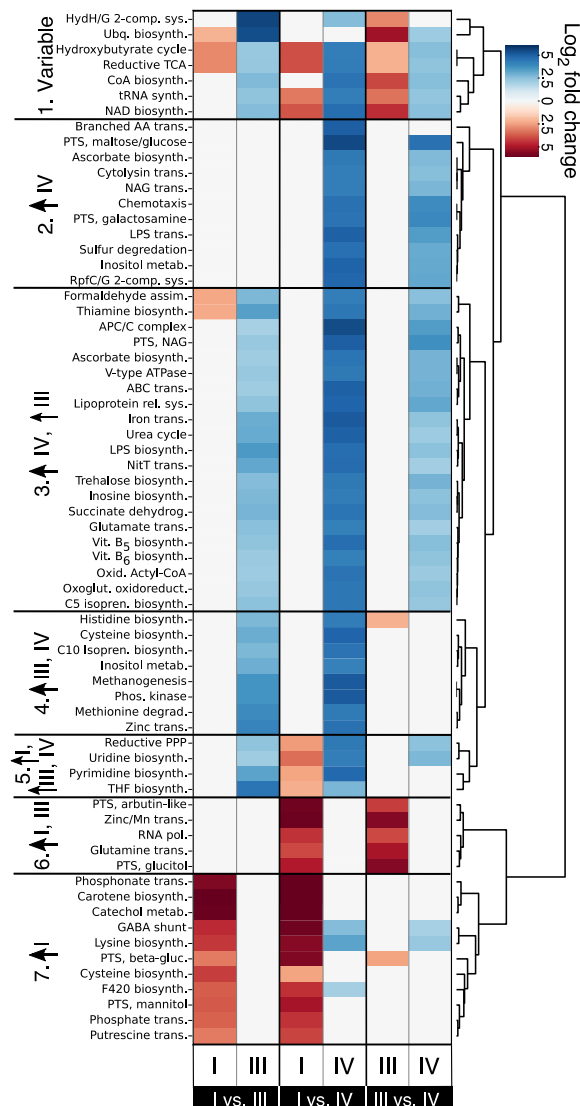 HydH/G 2-comp. sys.
Ubq. biosynth.
Hydroxybutyrate cycle
Reductive TCA
CoA biosynth.
tRNA synth.
NAD biosynth.
1. Variable
Branched AA trans.
PTS, maltose/glucose
Ascorbate biosynth.
Cytolysin trans.
NAG trans.
Chemotaxis
PTS, galactosamine
LPS trans.
Sulfur degredation
Inositol metab.
RpfC/G 2-comp. sys.
2. ↑ IV
Formaldehyde assim.
Thiamine biosynth.
APC/C complex
PTS, NAG
Ascorbate biosynth.
V-type ATPase
ABC trans.
Lipoprotein rel. sys.
Iron trans.
Urea cycle
LPS biosynth.
NitT trans.
Trehalose biosynth.
Inosine biosynth.
Succinate dehydrog.
Glutamate trans.
Vit. B5 biosynth.
Vit. B6 biosynth.
Oxid. Actyl-CoA
Oxoglut. oxidoreduct.
C5 isopren. biosynth.
3. ↑ IV, ↑ III
Histidine biosynth.
Cysteine biosynth.
C10 Isopren. biosynth.
Inositol metab.
Methanogenesis
Phos. kinase
Methionine degrad.
Zinc trans.
4. ↑ III, IV
Reductive PPP
Uridine biosynth.
Pyrimidine biosynth.
THF biosynth.
5. ↑ I,
↑ III, IV
PTS, arbutin-like
Zinc/Mn trans.
RNA pol.
Glutamine trans.
PTS, glucitol
6. ↑ I, III
Phosphonate trans.
Carotene biosynth.
Catechol metab.
GABA shunt
Lysine biosynth.
PTS, beta-gluc.
Cysteine biosynth.
F420 biosynth.
PTS, mannitol
Phosphate trans.
Putrescine trans.
7. ↑ I
I III I IV III IV
I vs. III I vs. IV III vs. IV
5
2.5
0
2.5
5
Log2 fold change